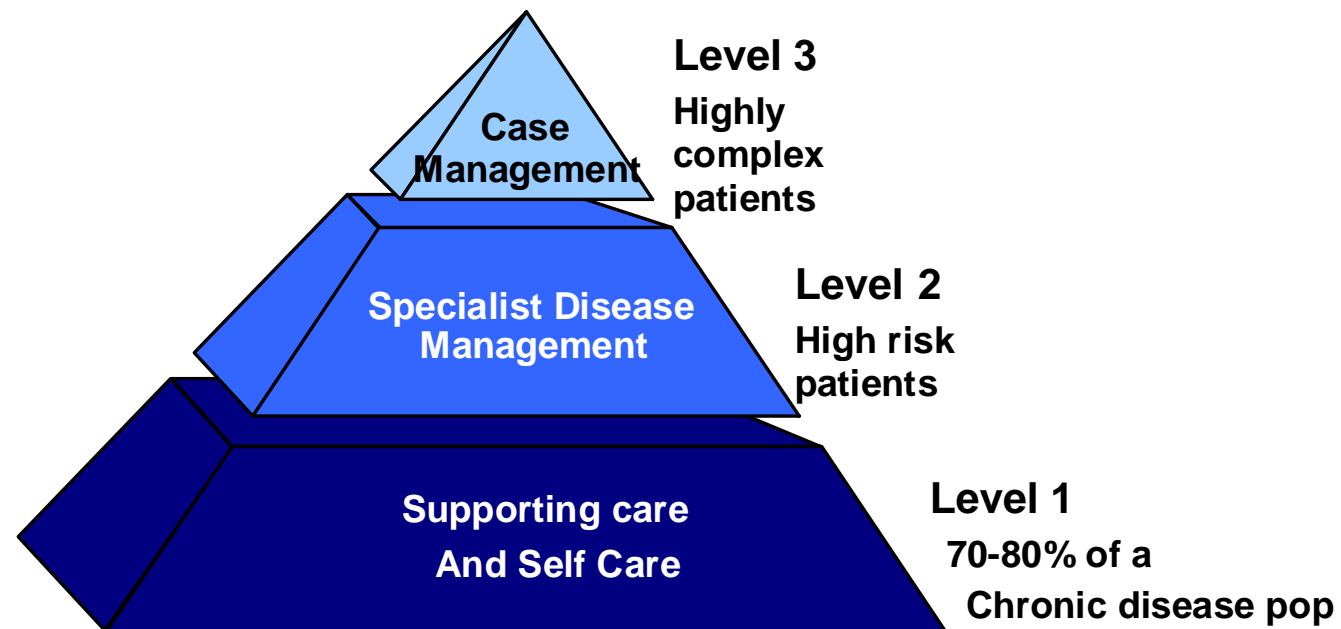 Case
Management
Level 3
Highly
complex
patients
Specialist Disease
Management
Level 2
High risk
patients
Supporting care
And Self Care
Level 1
70-80% of a
Chronic disease pop